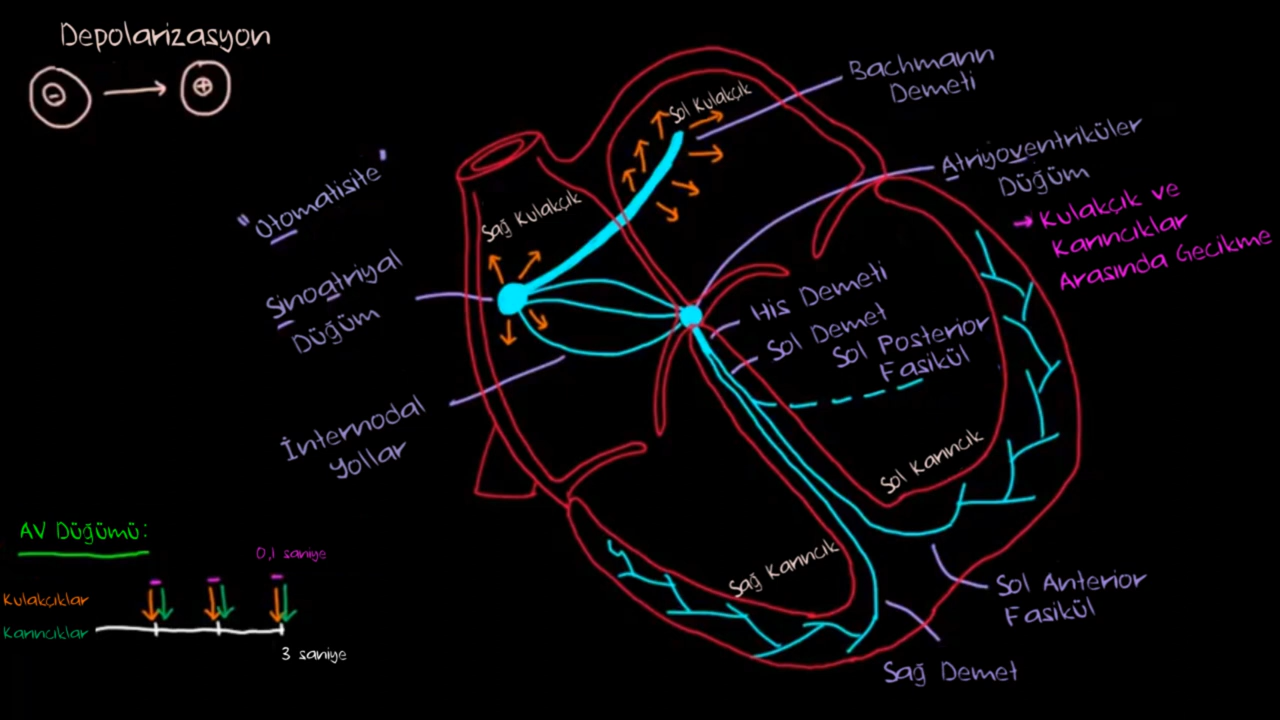 Depolarizasyon
-
+
Bachmann
Demeti
Sol Kulakçık
Atriyoventriküler
Düğüm
→ Kulakçık ve
Karıncıklar
Arasında Gecikme
"Otomatisite"
Sağ Kulakçık
Sinoatriyal
Düğüm
His Demeti
Sol Demet
Sol Posterior
Fasikül
İnternodal
Yollar
Sol Karıncık
Sağ Karıncık
Sol Anterior
Fasikül
Sağ Demet
AV Düğümü:
0,1 saniye
Kulakçıklar
Karıncıklar
3 saniye